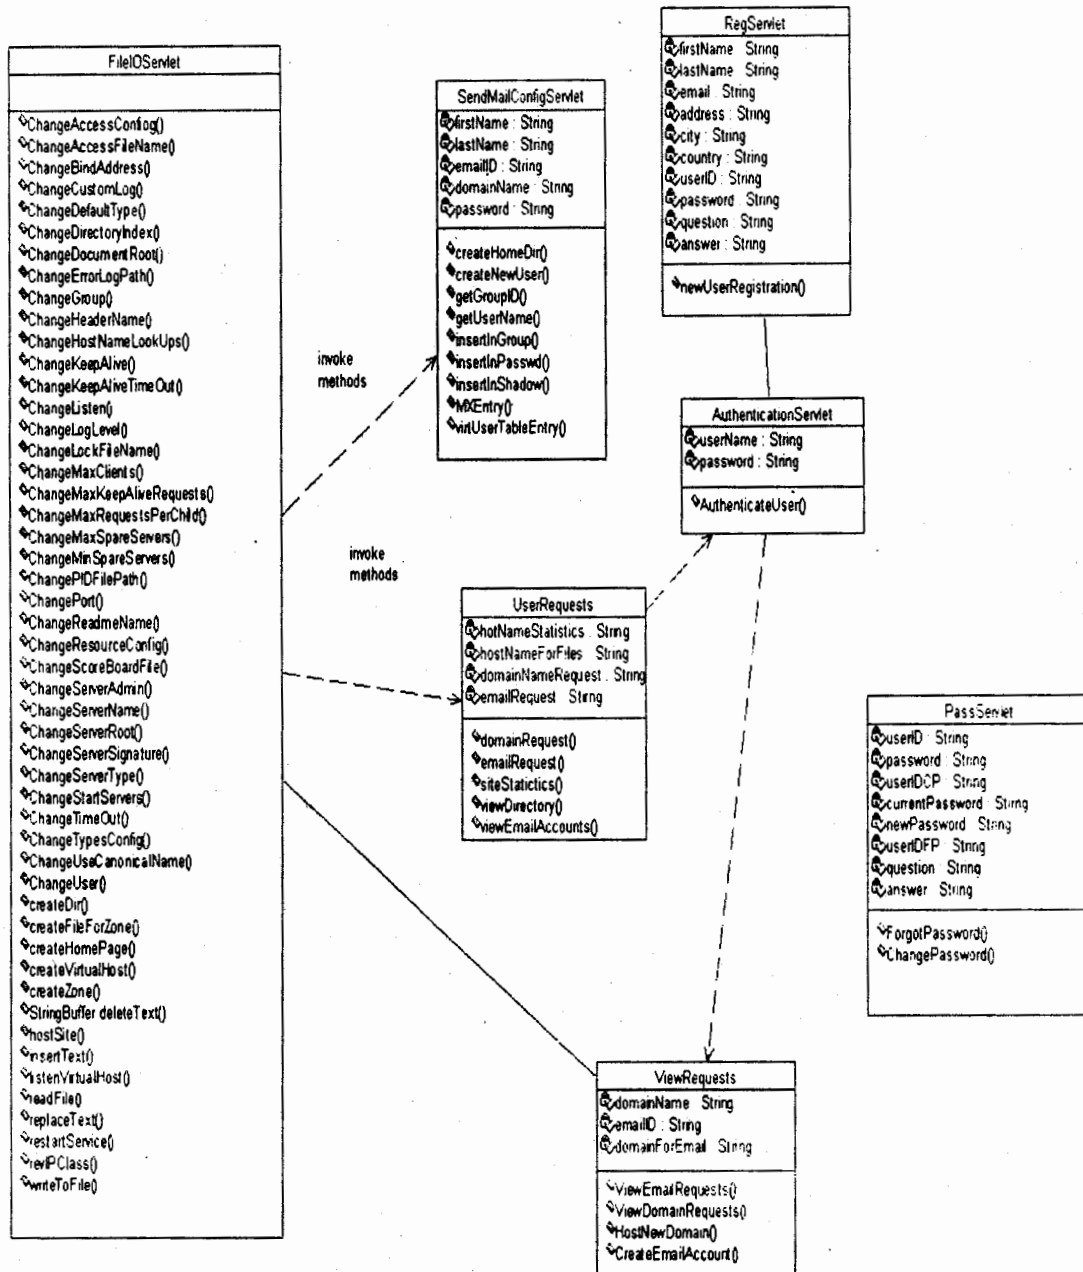 FileIOServlet
ChangeAccessConfiog()
ChangeAccessFileName()
ChangeBindAddress()
ChangeCustomLog()
ChangeDefaultType()
ChangeDirectoryIndex()
ChangeDocumentRoot()
ChangeErrorLogPath()
ChangeGroup()
ChangeHeaderName()
ChangeHostNameLookUps()
ChangeKeepAlive()
ChangeKeepAliveTimeOut()
ChangeListen()
ChangeLogLevel()
ChangeLockFileName()
ChangeMaxClients()
ChangeMaxKeepAliveRequests()
ChangeMaxRequestsPerChild()
ChangeMaxSpareServers()
ChangeMinSpareServers()
ChangePIDFilePath()
ChangePort()
ChangeReadmeName()
ChangeResourceConfig()
ChangeScoreBoardFile()
ChangeServerAdmin()
ChangeServerName()
ChangeServerRoot()
ChangeServerSignature()
ChangeServerType()
ChangeStartServers()
ChangeTimeOut()
ChangeTypesConfig()
ChangeUseCanonicalName()
ChangeUser()
createDir()
createFileForZone()
createHomePage()
createVirtualHost()
createZone()
StringBuffer deleteText()
hostSite()
insertText()
listenVirtualHost()
readFile()
replaceText()
restartService()
revIPClass()
writeToFile()
invoke
methods
invoke
methods
SendMailConfigServlet
firstName : String
lastName : String
emailID : String
domainName : String
password : String
createHomeDir()
createNewUser()
getGroupID()
getUserName()
insertInGroup()
insertInPasswd()
insertInShadow()
MXEntry()
virtUserTableEntry()
RegServlet
firstName String
lastName String
email String
address : String
city : String
country : String
userID : String
password : String
question : String
answer : String
newUserRegistration()
AuthenticationServlet
userName : String
password : String
AuthenticateUser()
UserRequests
hotNameStatistics : String
hostNameForFiles String
domainNameRequest : String
emailRequest String
domainRequest()
emailRequest()
siteStatictics()
viewDirectory()
viewEmailAccounts()
PassServlet
userID : String
password : String
userIDCP : String
currentPassword String
newPassword String
userIDFP : String
question String
answer String
ForgotPassword()
ChangePassword()
ViewRequests
domainName String
emailID : String
domainForEmail String
ViewEmailRequests()
ViewDomainRequests()
HostNewDomain()
CreateEmailAccount()